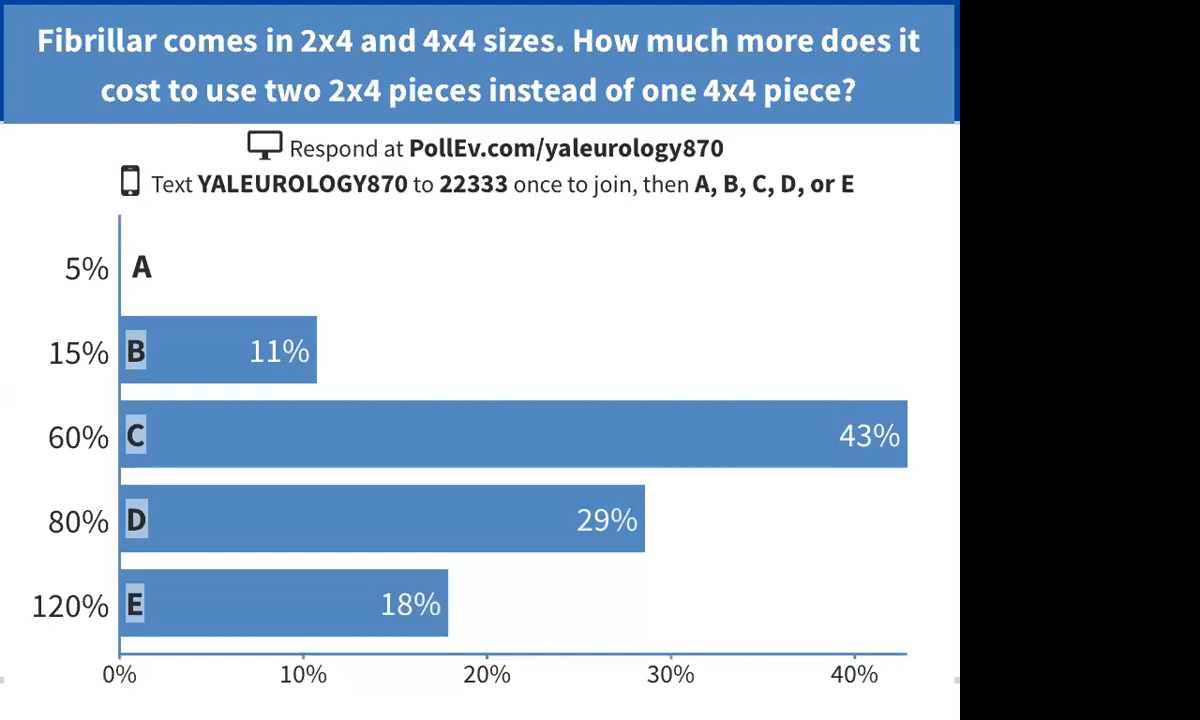 Fibrillar comes in 2x4 and 4x4 sizes. How much more does it
cost to use two 2x4 pieces instead of one 4x4 piece?
Respond at PollEv.com/yaleurology870
Text YALEUROLOGY870 to 22333 once to join, then A, B, C, D, or E
5% A
15% B 11%
60% C 43%
80% D 29%
120% E 18%
0% 10% 20% 30% 40%